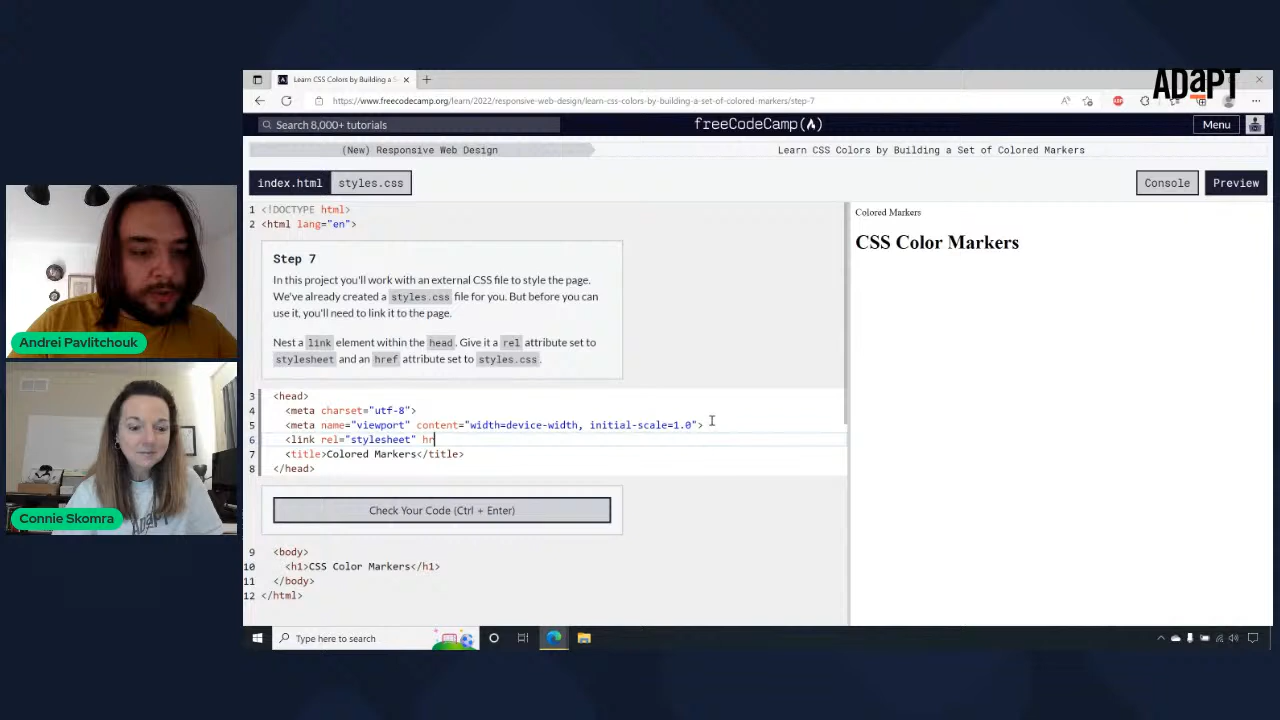 ADaPT
Learn CSS Colors by Building a S
https://www.freecodecamp.org/learn/2022/responsive-web-design/learn-css-colors-by-building-a-set-of-colored-markers/step-7
Search 8,000+ tutorials
freeCodeCamp(🔥)
Menu
(New) Responsive Web Design
Learn CSS Colors by Building a Set of Colored Markers
index.html
styles.css
Console
Preview
1 <!DOCTYPE html>
2 <html lang="en">
Step 7
In this project you'll work with an external CSS file to style the page.
We've already created a styles.css file for you. But before you can
use it, you'll need to link it to the page.
Nest a link element within the head. Give it a rel attribute set to
stylesheet and an href attribute set to styles.css.
3 <head>
4 <meta charset="utf-8">
5 <meta name="viewport" content="width=device-width, initial-scale=1.0">
6 <link rel="stylesheet" hr
7 <title>Colored Markers</title>
8 </head>
Check Your Code (Ctrl + Enter)
9 <body>
10 <h1>CSS Color Markers</h1>
11 </body>
12 </html>
Colored Markers
CSS Color Markers
Andrei Pavlitchouk
Connie Skomra
Type here to search